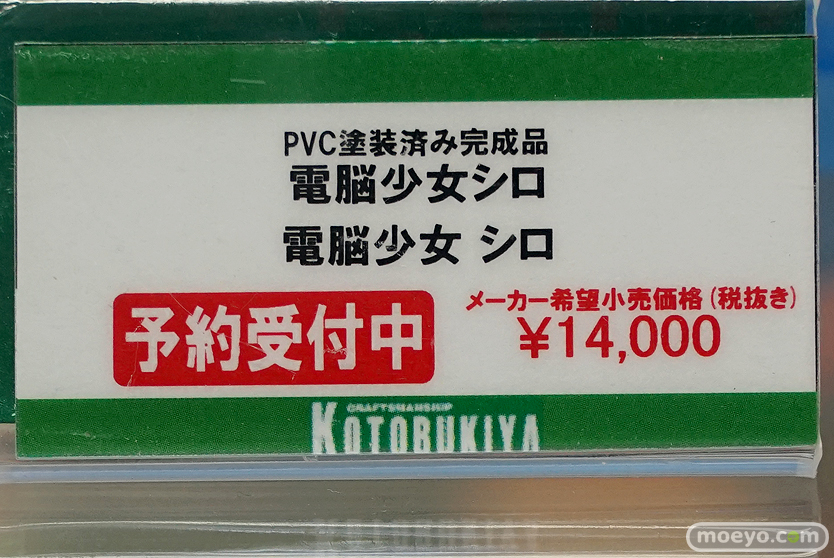 PVC塗装済み完成品
電脳少女シロ
電脳少女 シロ
予約受付中
メーカー希望小売価格(税抜き)
¥14,000
CRAFTSMANSHIP
KOTOBUKIYA
moeyo.com